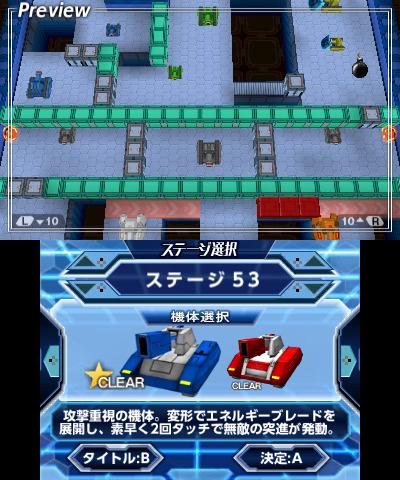 Preview
L▼10
10▲R
ステージ選択
ステージ 53
機体選択
CLEAR
CLEAR
攻撃重視の機体。変形でエネルギーブレードを
展開し、素早く2回タッチで無敵の突進が発動。
タイトル:B
決定:A